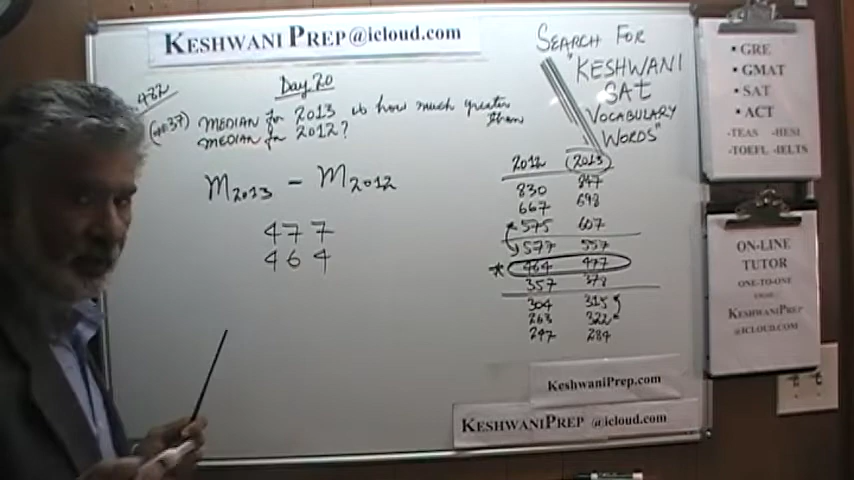 KESHWANI PREP@icloud.com
Day 20
422
MEDIAN for 2013 is how much greater than
MEDIAN for 2012?
M2013 - M2012
477
464
SEARCH FOR
"KESHWANI
SAT
VOCABULARY
WORDS"
2012 2013
830 847
667 698
575 607
577 557
* 464 477
357 378
304 315
263 322
247 284
KESHWANIPREP.COM
KESHWANIPREP @icloud.com
▪ GRE
▪ GMAT
▪ SAT
▪ ACT
-TEAS -HESI
-TOEFL -IELTS
ON-LINE
TUTOR
ONE-TO-ONE
KESHWANIPREP
@ICLOUD.COM